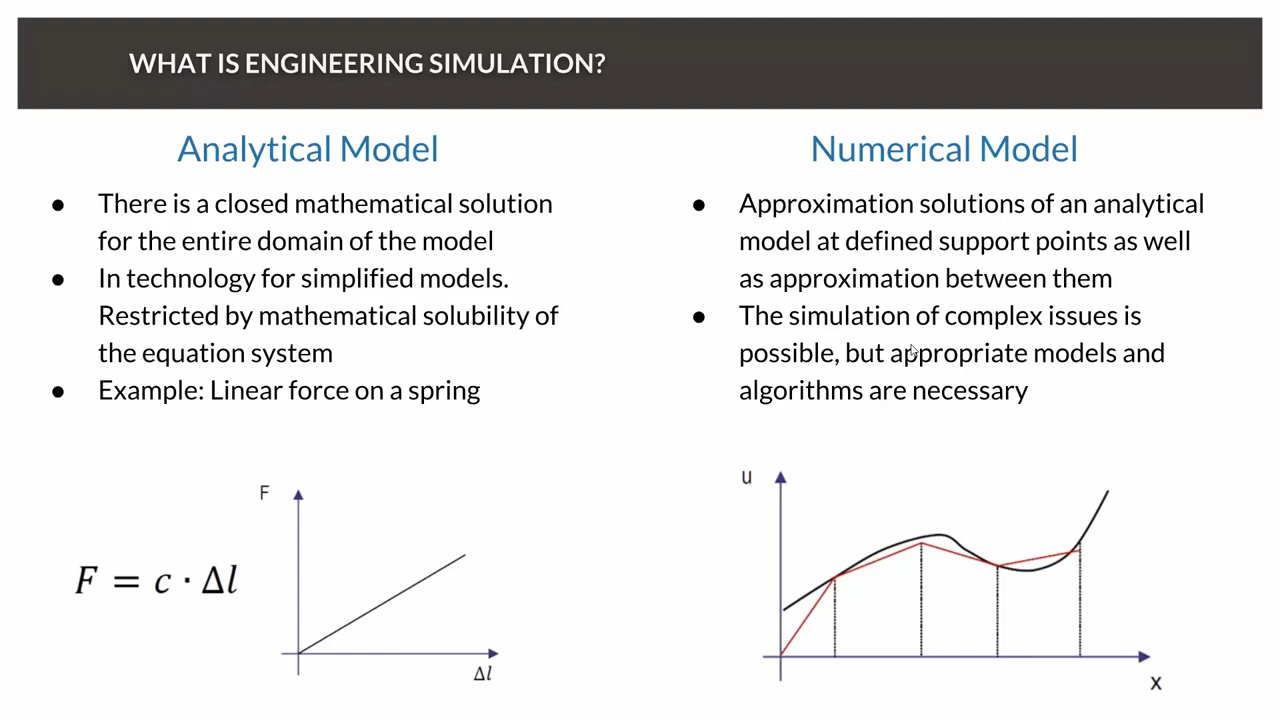 WHAT IS ENGINEERING SIMULATION?
Analytical Model
● There is a closed mathematical solution
for the entire domain of the model
● In technology for simplified models.
Restricted by mathematical solubility of
the equation system
● Example: Linear force on a spring
F = c · Δl
F
Δl
Numerical Model
● Approximation solutions of an analytical
model at defined support points as well
as approximation between them
● The simulation of complex issues is
possible, but appropriate models and
algorithms are necessary
u
x